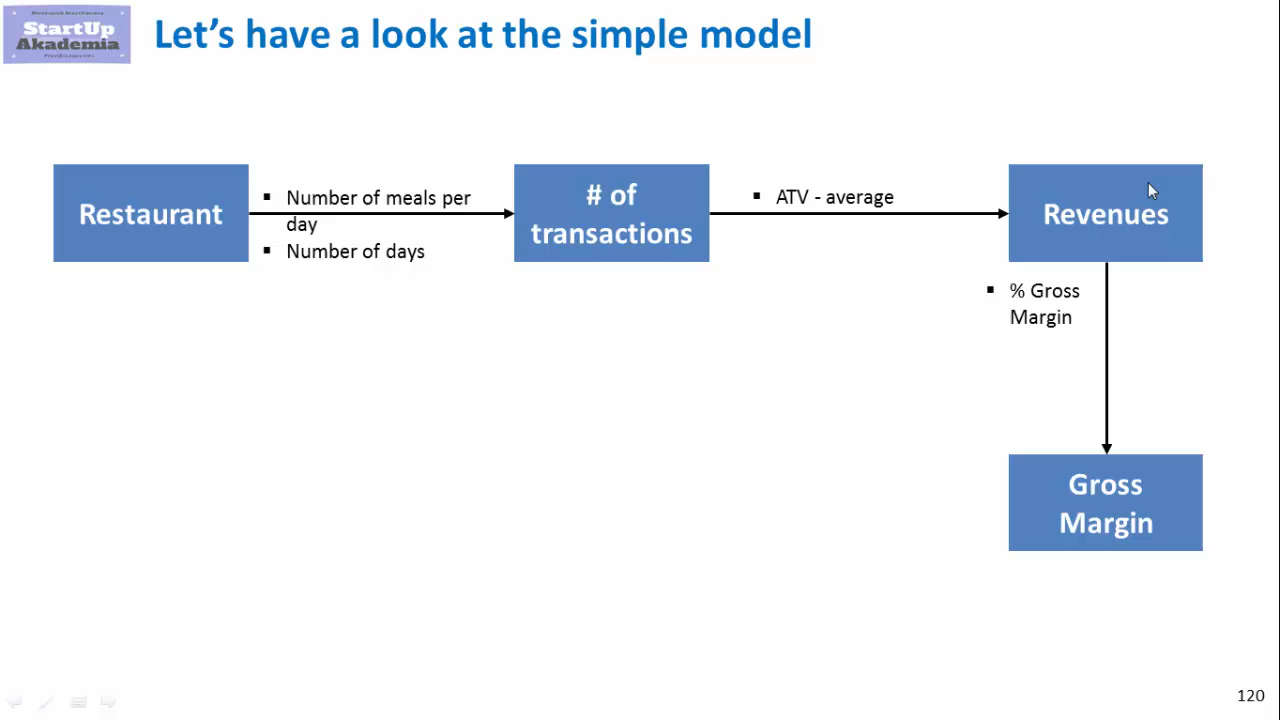 StartUp
Akademia
Let's have a look at the simple model
Restaurant
▪ Number of meals per
day
▪ Number of days
# of
transactions
▪ ATV - average
Revenues
▪ % Gross
Margin
Gross
Margin
120